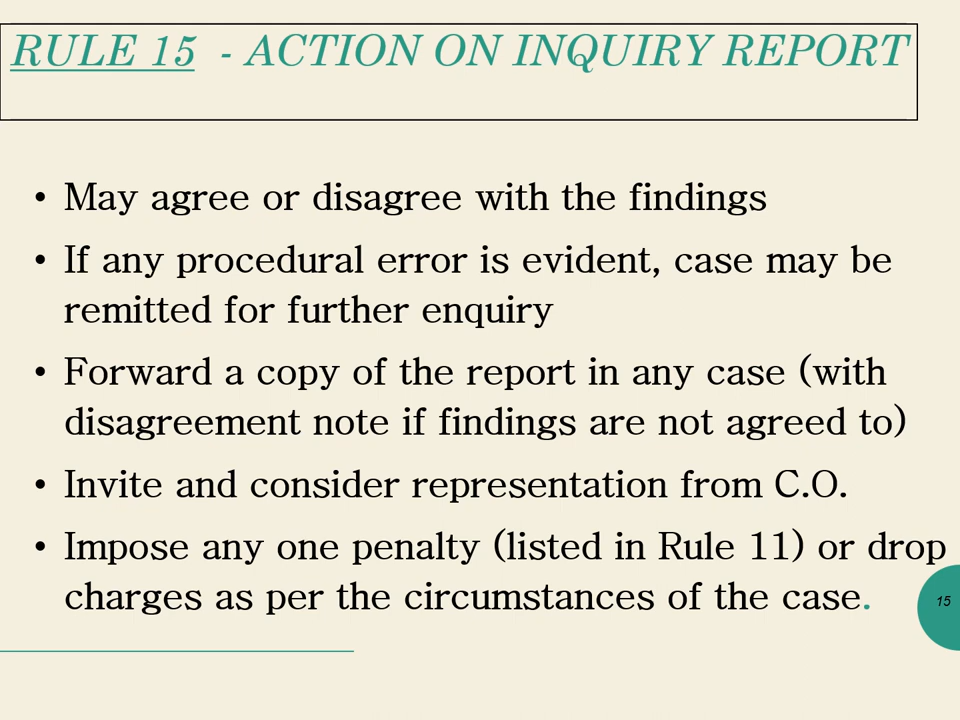 RULE 15 - ACTION ON INQUIRY REPORT
• May agree or disagree with the findings
• If any procedural error is evident, case may be
remitted for further enquiry
• Forward a copy of the report in any case (with
disagreement note if findings are not agreed to)
• Invite and consider representation from C.O.
• Impose any one penalty (listed in Rule 11) or drop
charges as per the circumstances of the case.
15